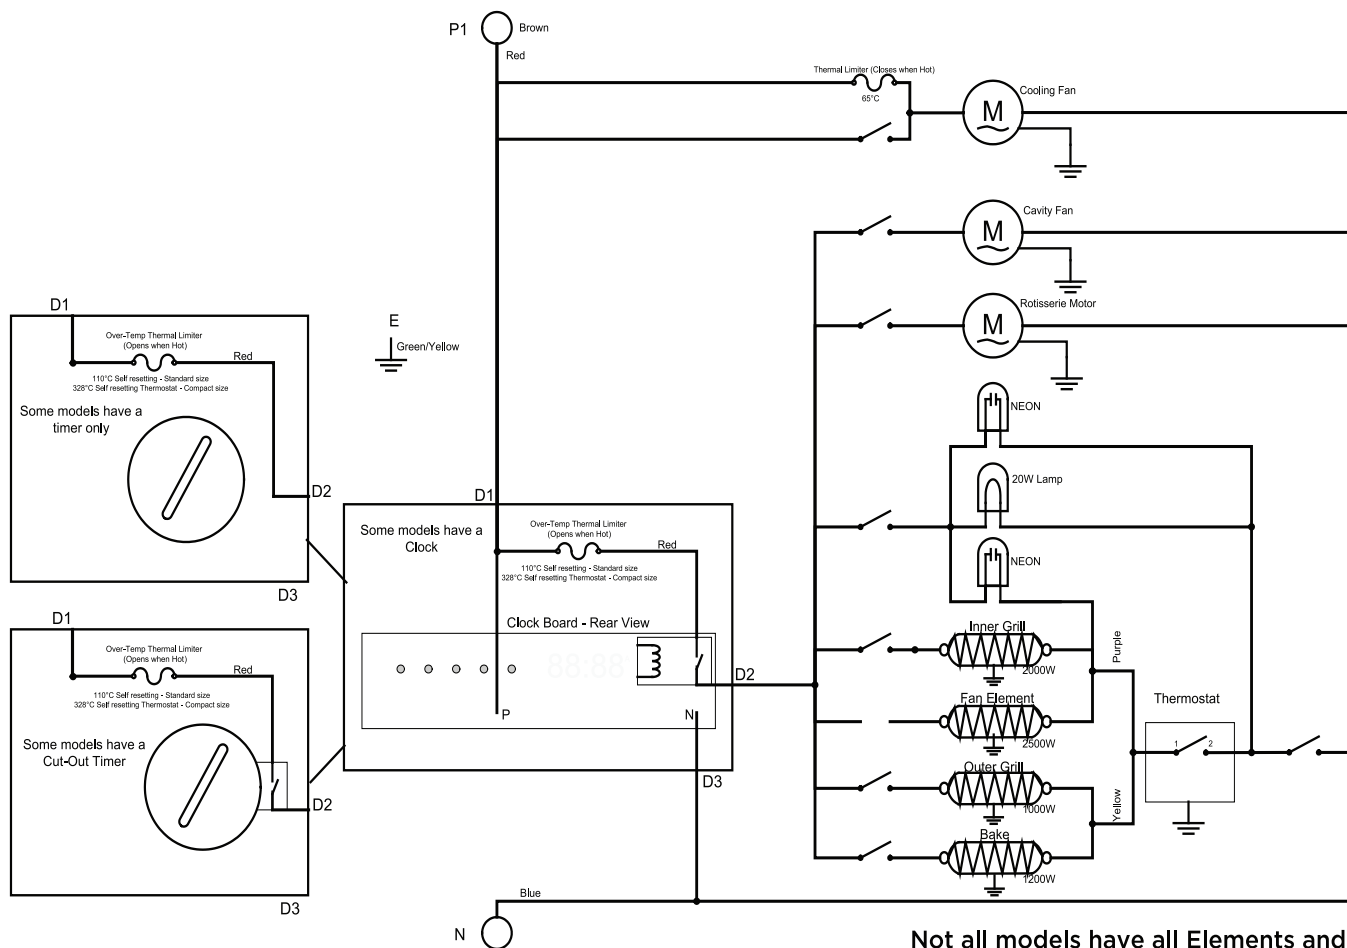 P1
Brown
Red
Thermal Limiter (Closes when Hot)
65°C
Cooling Fan
M
Cavity Fan
M
Rotisserie Motor
M
D1
Over-Temp Thermal Limiter
(Opens when Hot)
Red
110°C Self resetting - Standard size
328°C Self resetting Thermostat - Compact size
Some models have a
timer only
D2
D3
E
Green/Yellow
NEON
20W Lamp
NEON
D1
Some models have a
Clock
Over-Temp Thermal Limiter
(Opens when Hot)
Red
110°C Self resetting - Standard size
328°C Self resetting Thermostat - Compact size
Clock Board - Rear View
88:88
P
N
D2
D3
D1
Over-Temp Thermal Limiter
(Opens when Hot)
Red
110°C Self resetting - Standard size
328°C Self resetting Thermostat - Compact size
Some models have a
Cut-Out Timer
D2
D3
Inner Grill
2000W
Fan Element
2500W
Outer Grill
1000W
Bake
1200W
Purple
Yellow
Thermostat
1 2
Blue
N
Not all models have all Elements and